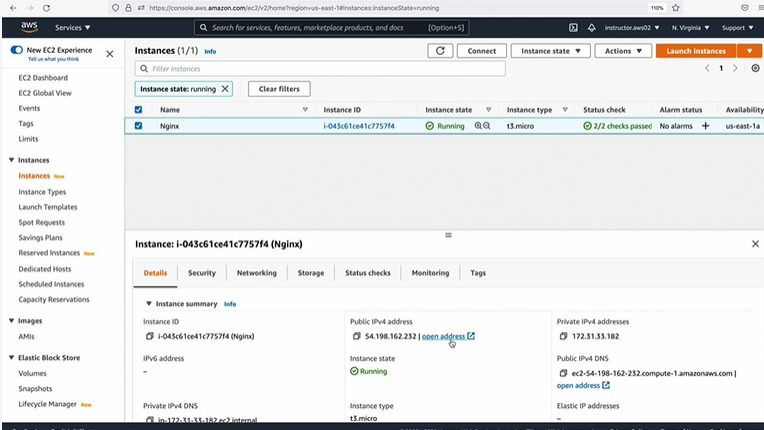 https://console.aws.amazon.com/ec2/v2/home?region=us-east-1#Instances:instanceState=running
110%
aws
Services
Search for services, features, marketplace products, and docs
[Option+S]
instructor.aws02
N. Virginia
Support
New EC2 Experience
Tell us what you think
EC2 Dashboard
EC2 Global View
Events
Tags
Limits
Instances
Instances New
Instance Types
Launch Templates
Spot Requests
Savings Plans
Reserved Instances New
Dedicated Hosts
Scheduled Instances
Capacity Reservations
Images
AMIs
Elastic Block Store
Volumes
Snapshots
Lifecycle Manager New
Instances (1/1) Info
Connect
Instance state
Actions
Launch instances
Filter instances
1
Instance state: running
Clear filters
Name
Instance ID
Instance state
Instance type
Status check
Alarm status
Availability
Nginx
i-043c61ce41c7757f4
Running
t3.micro
2/2 checks passed
No alarms
us-east-1a
Instance: i-043c61ce41c7757f4 (Nginx)
Details
Security
Networking
Storage
Status checks
Monitoring
Tags
Instance summary Info
Instance ID
i-043c61ce41c7757f4 (Nginx)
Public IPv4 address
54.198.162.232 | open address
Private IPv4 addresses
172.31.33.182
IPv6 address
–
Instance state
Running
Public IPv4 DNS
ec2-54-198-162-232.compute-1.amazonaws.com |
open address
Private IPv4 DNS
ip-172-31-33-182.ec2.internal
Instance type
t3.micro
Elastic IP addresses
–